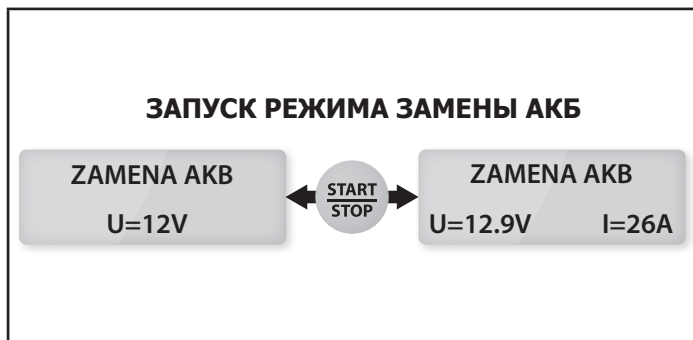 ЗАПУСК РЕЖИМА ЗАМЕНЫ АКБ
ZAMENA AKB
U=12V
START
STOP
ZAMENA AKB
U=12.9V I=26A